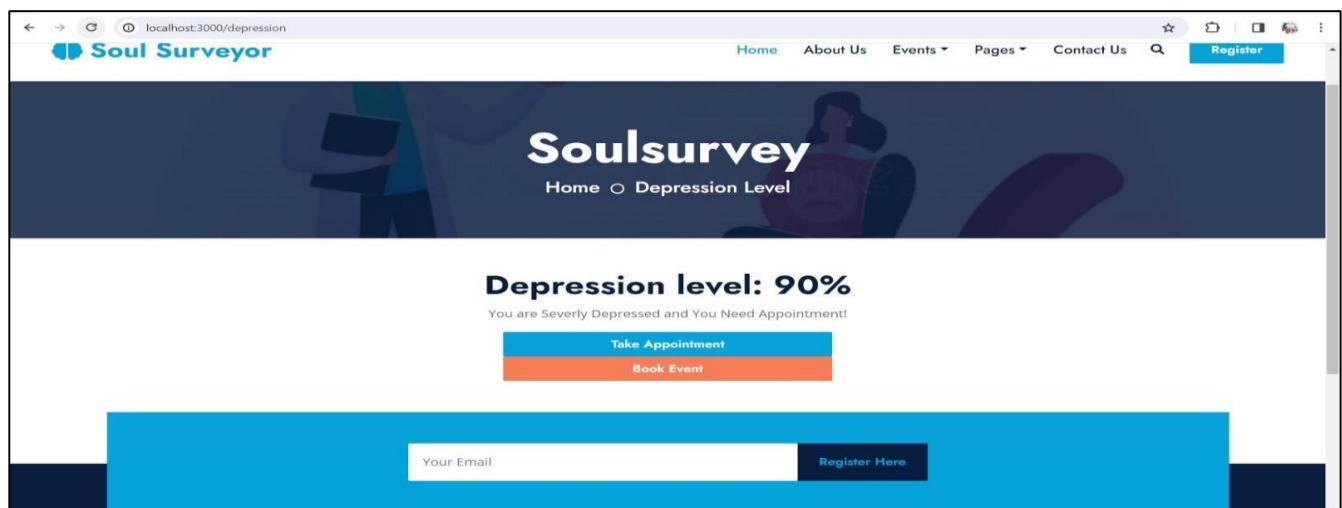 localhost:3000/depression
Soul Surveyor Home About Us Events Pages Contact Us Register
Soulsurvey
Home Depression Level
Depression level: 90%
You are Severly Depressed and You Need Appointment!
Take Appointment
Book Event
Your Email Register Here